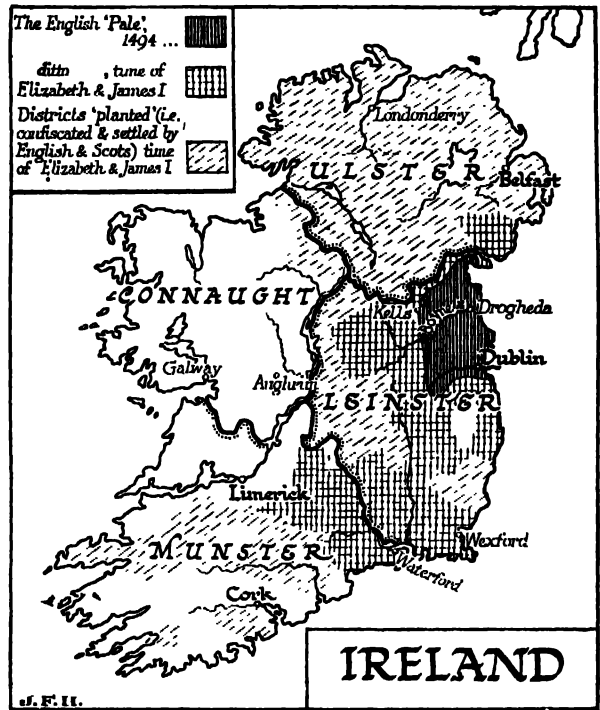 The English 'Pale',
1494 ...
ditto , time of
Elizabeth & James I
Districts 'planted' (i.e.
confiscated & settled by
English & Scots) time
of Elizabeth & James I
Londonderry
ULSTER
Belfast
CONNAUGHT
Kells
Drogheda
Dublin
Galway
Anghrim
LEINSTER
Limerick
MUNSTER
Wexford
Waterford
Cork
IRELAND
J.F.H.